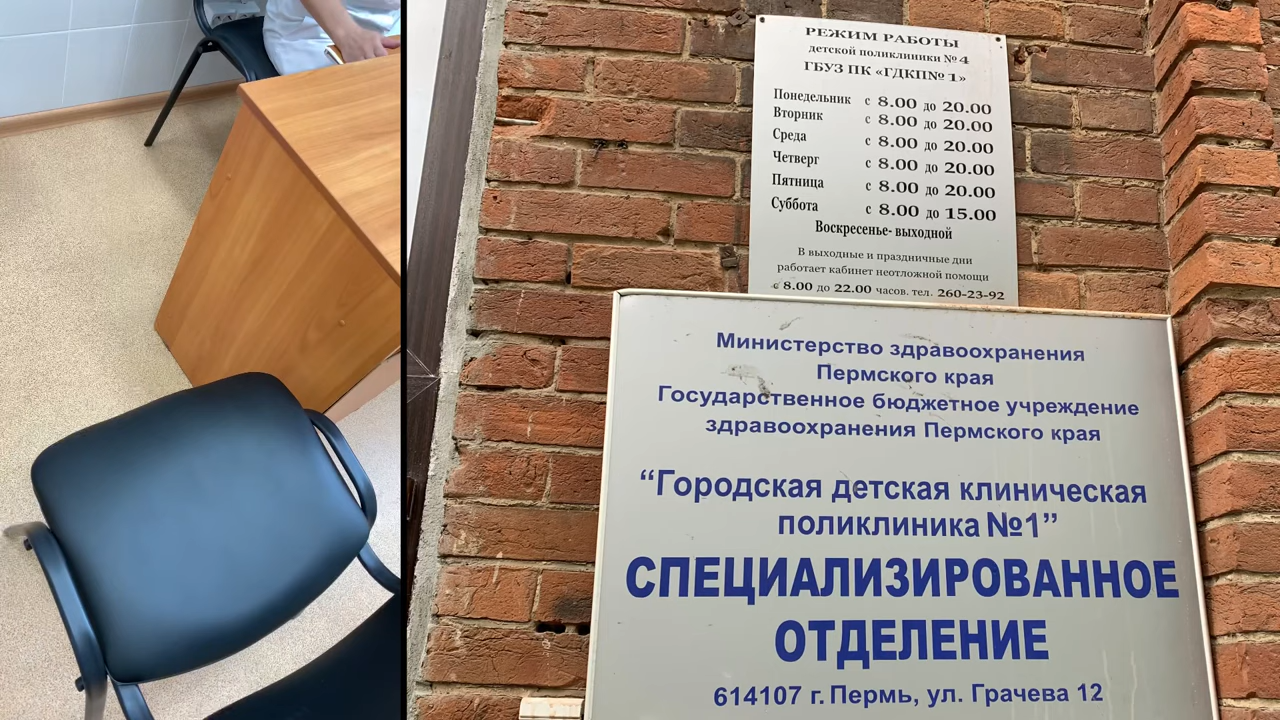 РЕЖИМ РАБОТЫ
детской поликлиники №4
ГБУЗ ПК «ГДКП№1»
Понедельник с 8.00 до 20.00
Вторник с 8.00 до 20.00
Среда с 8.00 до 20.00
Четверг с 8.00 до 20.00
Пятница с 8.00 до 20.00
Суббота с 8.00 до 15.00
Воскресенье- выходной
В выходные и праздничные дни
работает кабинет неотложной помощи
с 8.00 до 22.00 часов. тел. 260-23-92
Министерство здравоохранения
Пермского края
Государственное бюджетное учреждение
здравоохранения Пермского края
“Городская детская клиническая
поликлиника №1”
СПЕЦИАЛИЗИРОВАННОЕ
ОТДЕЛЕНИЕ
614107 г. Пермь, ул. Грачева 12